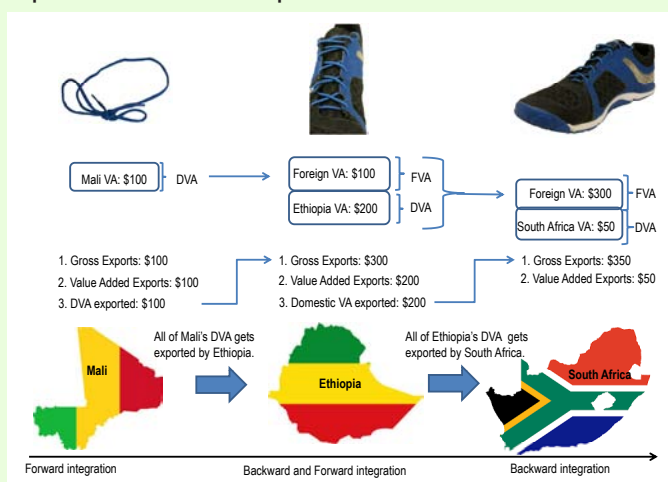 Mali VA: $100
DVA
Foreign VA: $100
FVA
Ethiopia VA: $200
DVA
Foreign VA: $300
FVA
South Africa VA: $50
DVA
1. Gross Exports: $100
2. Value Added Exports: $100
3. DVA exported: $100
1. Gross Exports: $300
2. Value Added Exports: $200
3. Domestic VA exported: $200
1. Gross Exports: $350
2. Value Added Exports: $50
All of Mali's DVA gets
exported by Ethiopia.
All of Ethiopia's DVA gets
exported by South Africa.
Mali
Ethiopia
South Africa
Forward integration
Backward and Forward integration
Backward integration